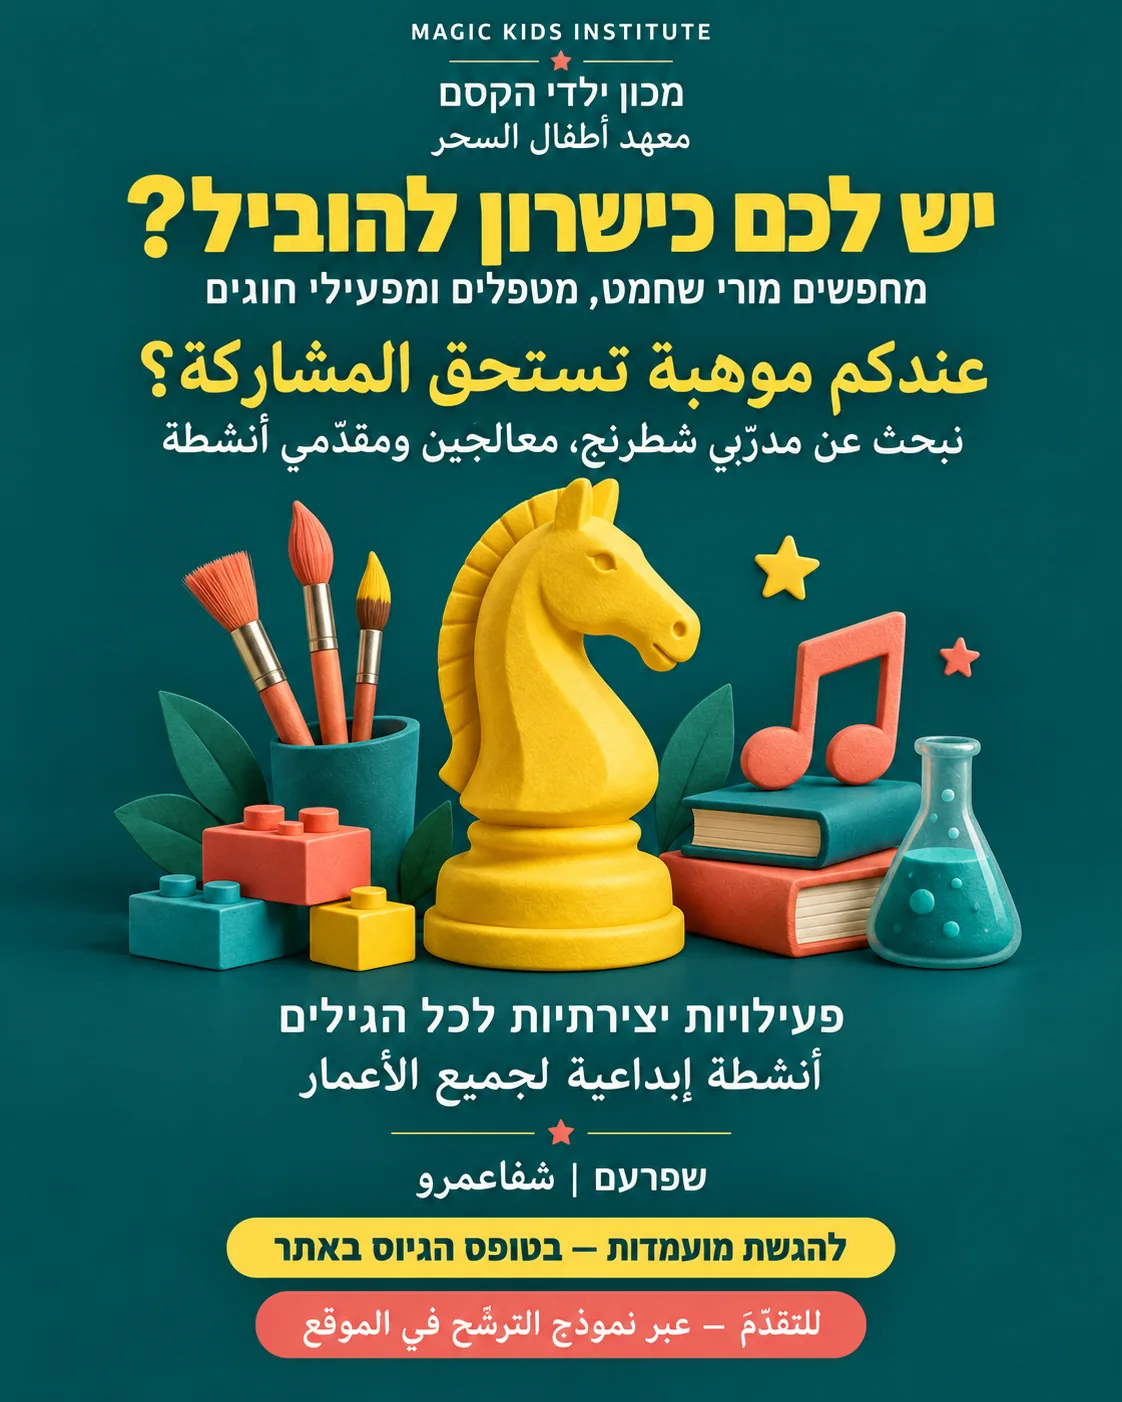 MAGIC KIDS INSTITUTE
מכון ילדי הקסם
معهد أطفال السحر
יש לכם כישרון להוביל?
מחפשים מורי שחמט, מטפלים ומפעילי חוגים
عندكم موهبة تستحق المشاركة؟
نبحث عن مدرّبي شطرنج، معالجين ومقدّمي أنشطة
פעילויות יצירתיות לכל הגילים
أنشطة إبداعية لجميع الأعمار
שפרעם | شفاعمرو
להגשת מועמדות – בטופס הגיוס באתר
للتقدّمَ – عبر نموذج الترشّح في الموقع